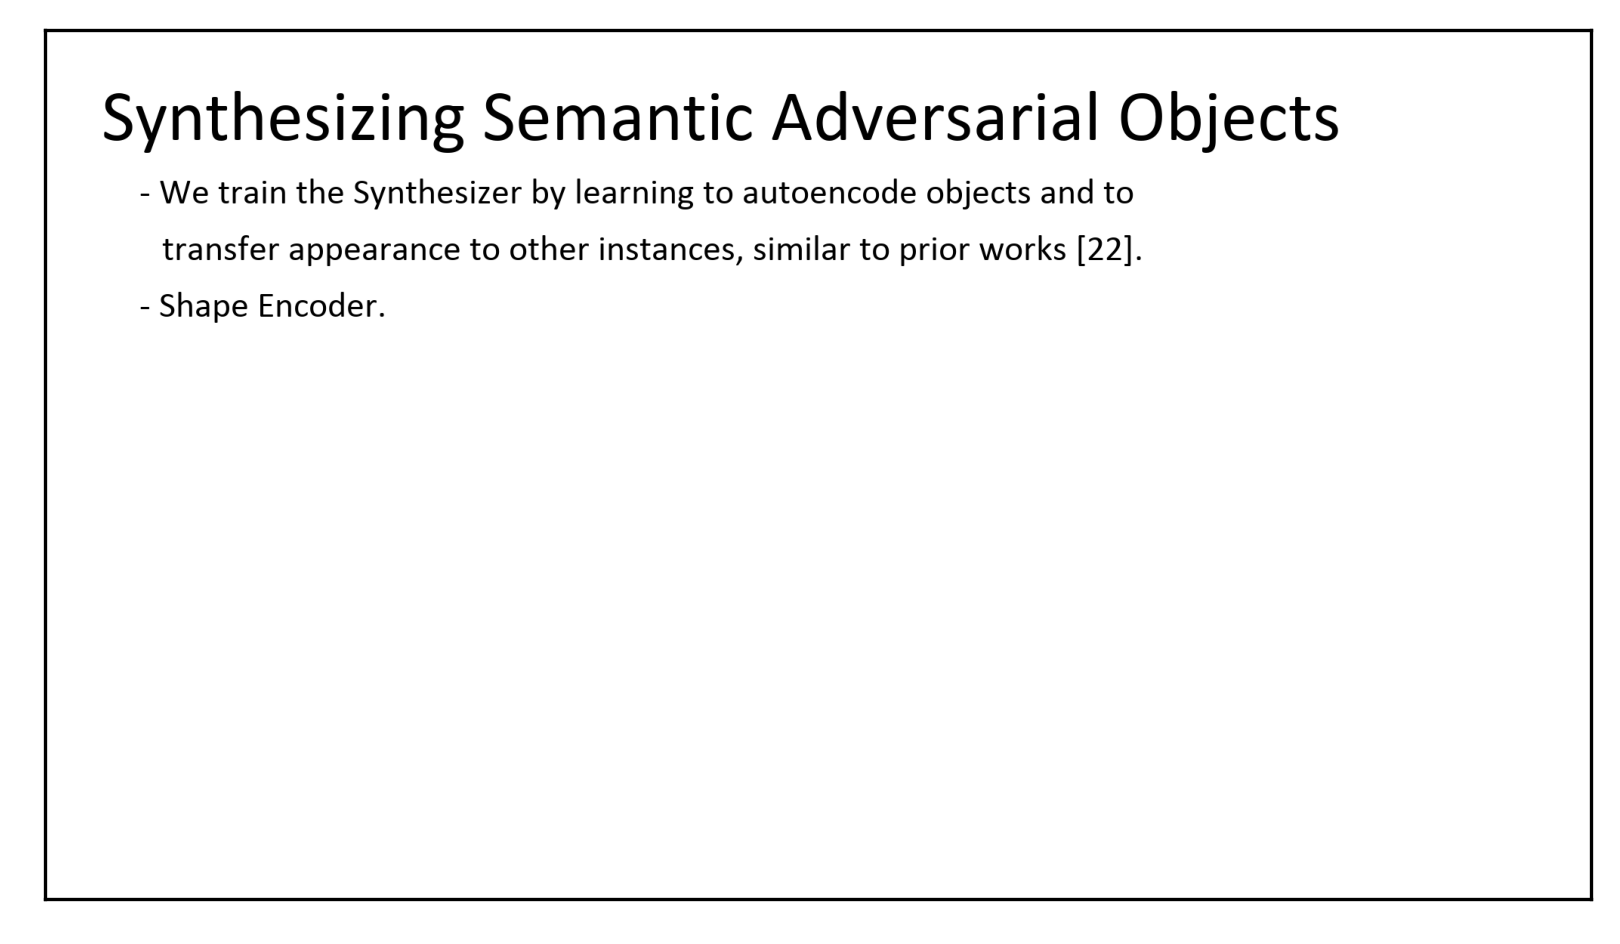 Synthesizing Semantic Adversarial Objects
- We train the Synthesizer by learning to autoencode objects and to
transfer appearance to other instances, similar to prior works [22].
- Shape Encoder.